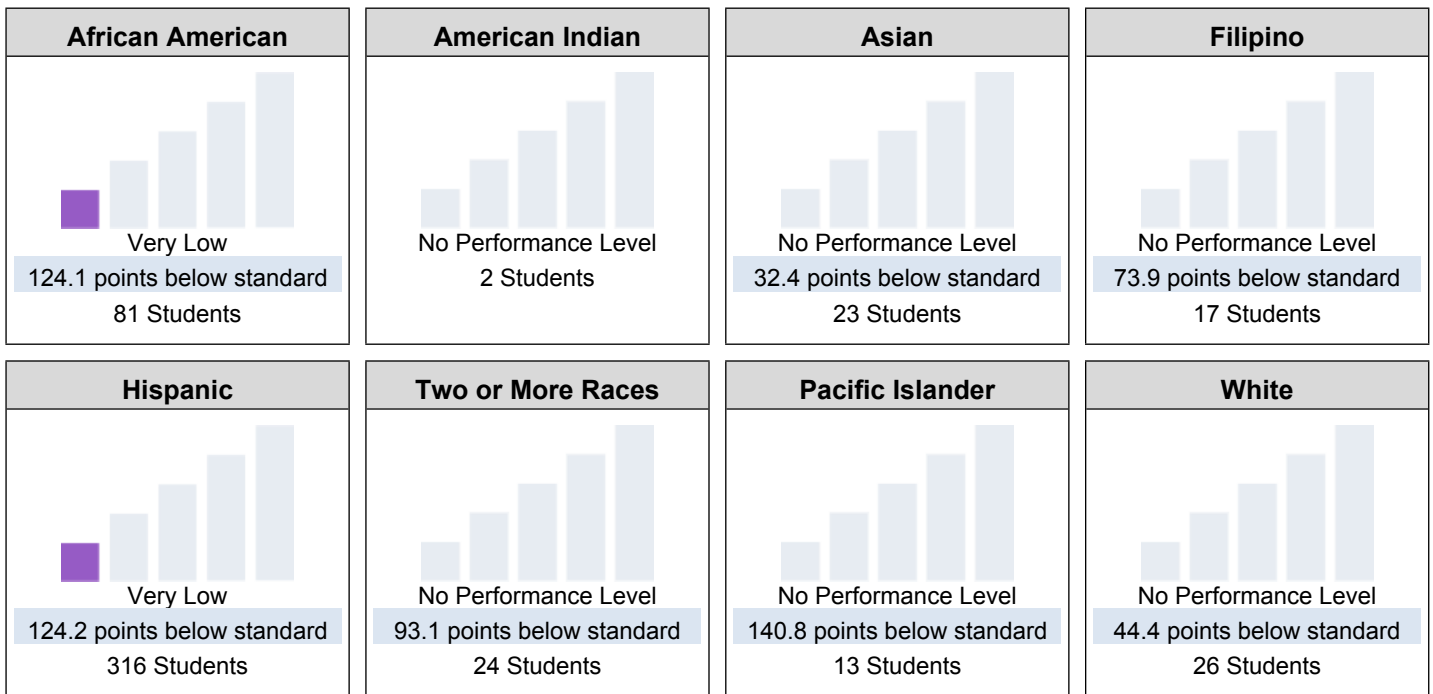 African American
Very Low
124.1 points below standard
81 Students
American Indian
No Performance Level
2 Students
Asian
No Performance Level
32.4 points below standard
23 Students
Filipino
No Performance Level
73.9 points below standard
17 Students
Hispanic
Very Low
124.2 points below standard
316 Students
Two or More Races
No Performance Level
93.1 points below standard
24 Students
Pacific Islander
No Performance Level
140.8 points below standard
13 Students
White
No Performance Level
44.4 points below standard
26 Students